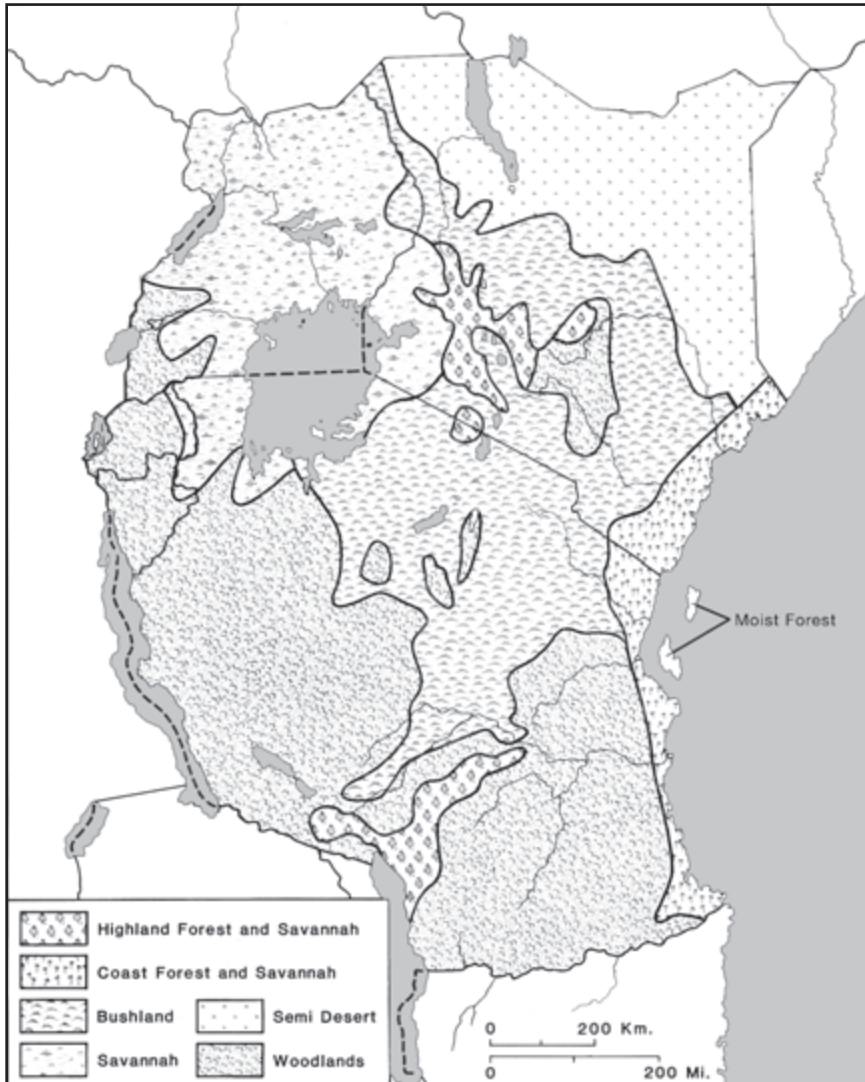 Moist Forest
Highland Forest and Savannah
Coast Forest and Savannah
Bushland
Semi Desert
Savannah
Woodlands
0 200 Km.
0 200 Mi.